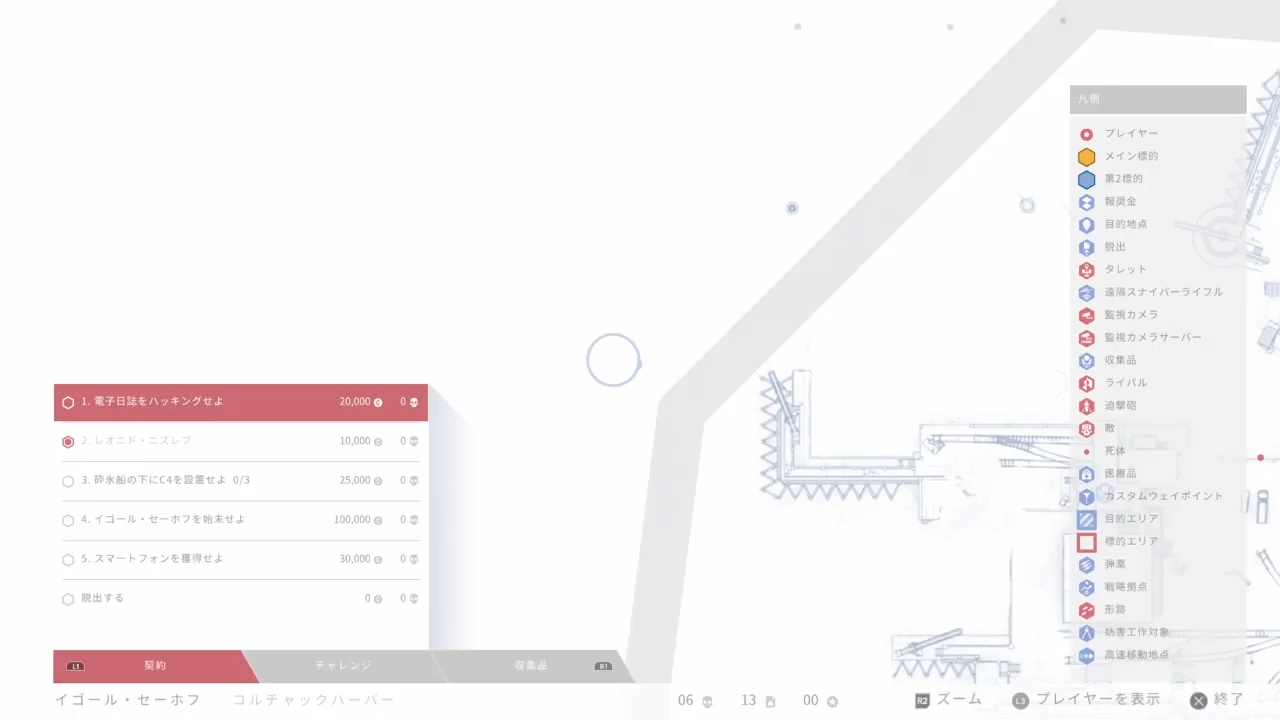 凡例
プレイヤー
メイン標的
第2標的
報奨金
目的地点
脱出
タレット
遠隔スナイパーライフル
監視カメラ
監視カメラサーバー
収集品
ライバル
迫撃砲
敵
死体
医療品
カスタムウェイポイント
目的エリア
標的エリア
弾薬
戦略拠点
形跡
妨害工作対象
高速移動地点
1. 電子日誌をハッキングせよ 20,000 0
2. レオニド・ニズレフ 10,000 0
3. 砕氷船の下にC4を設置せよ 0/3 25,000 0
4. イゴール・セーホフを始末せよ 100,000 0
5. スマートフォンを獲得せよ 30,000 0
脱出する 0 0
L1 契約 チャレンジ 収集品 R1
イゴール・セーホフ コルチャックハーバー 06 13 00 R2 ズーム L3 プレイヤーを表示 終了